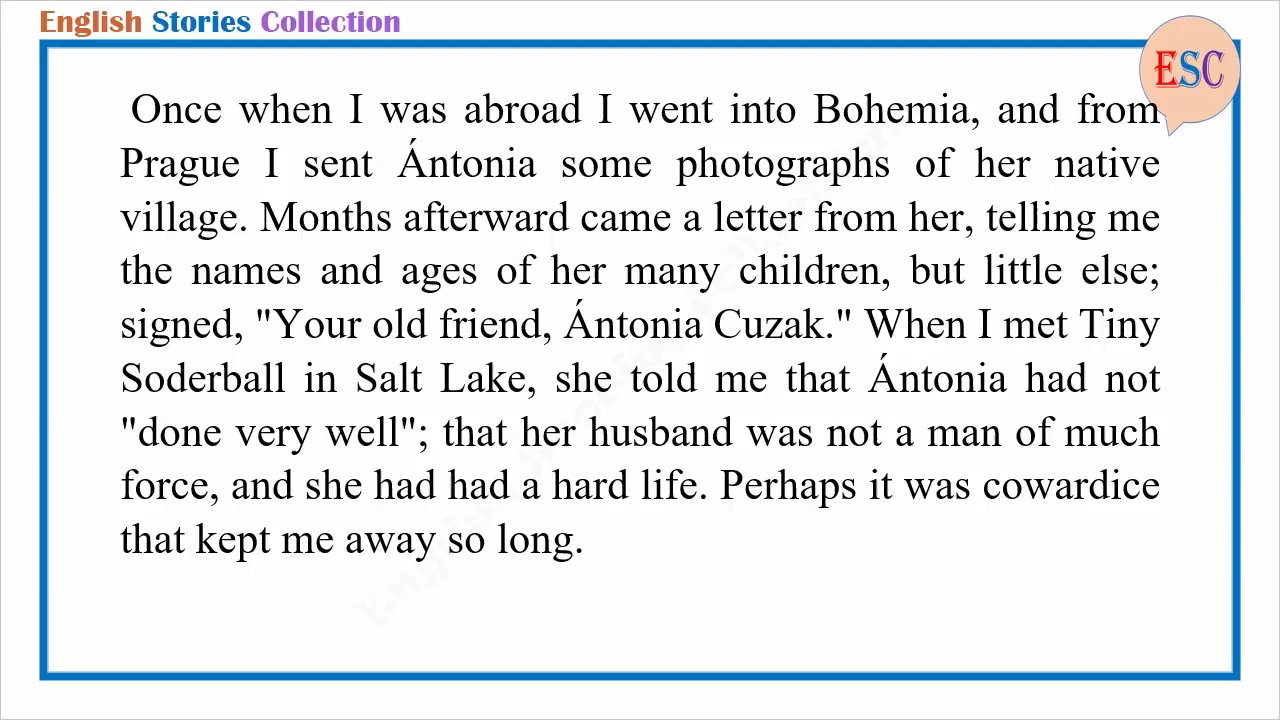 English Stories Collection
ESC
Once when I was abroad I went into Bohemia, and from
Prague I sent Ántonia some photographs of her native
village. Months afterward came a letter from her, telling me
the names and ages of her many children, but little else;
signed, "Your old friend, Ántonia Cuzak." When I met Tiny
Soderball in Salt Lake, she told me that Ántonia had not
"done very well"; that her husband was not a man of much
force, and she had had a hard life. Perhaps it was cowardice
that kept me away so long.